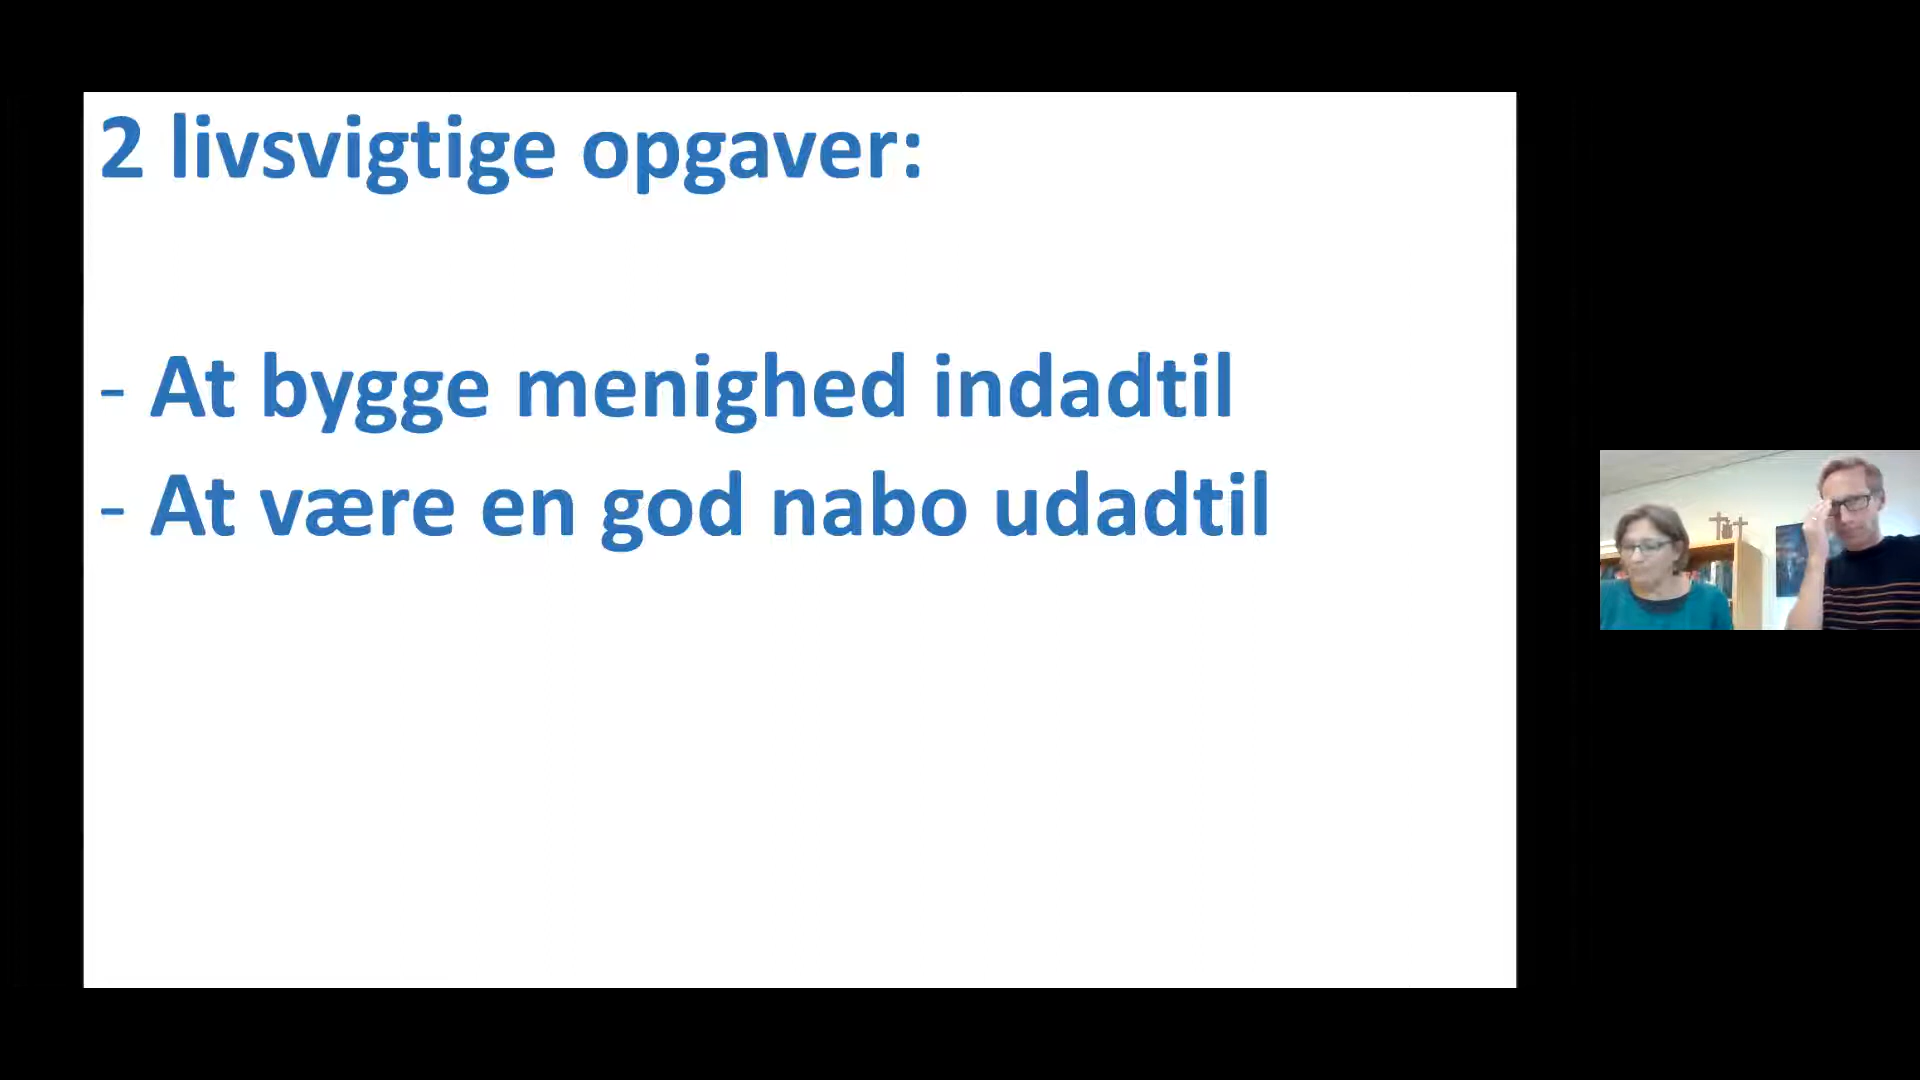 2 livsvigtige opgaver:
- At bygge menighed indadtil
- At være en god nabo udadtil